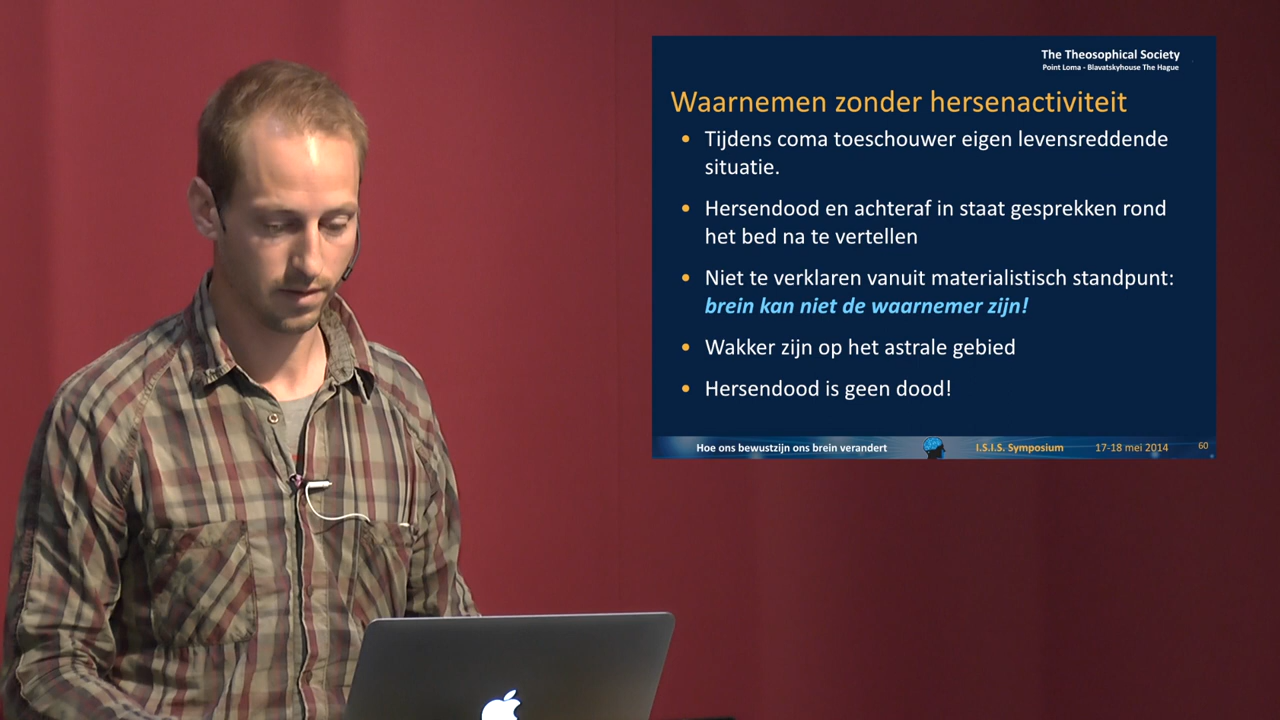 The Theosophical Society
Point Loma - Blavatskyhouse The Hague
Waarnemen zonder hersenactiviteit
• Tijdens coma toeschouwer eigen levensreddende
situatie.
• Hersendood en achteraf in staat gesprekken rond
het bed na te vertellen
• Niet te verklaren vanuit materialistisch standpunt:
brein kan niet de waarnemer zijn!
• Wakker zijn op het astrale gebied
• Hersendood is geen dood!
Hoe ons bewustzijn ons brein verandert I.S.I.S. Symposium 17-18 mei 2014 60